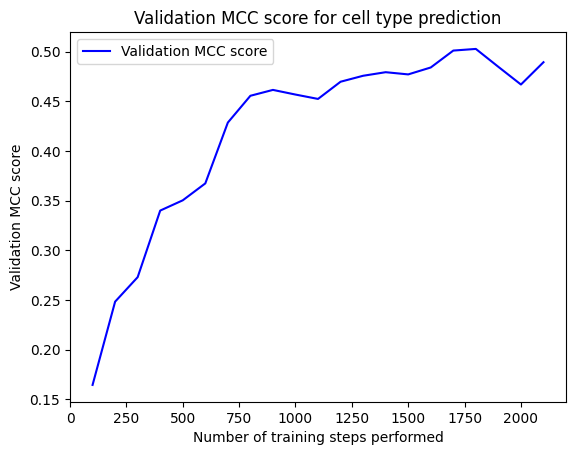 Validation MCC score for cell type prediction
Validation MCC score
0.50
0.45
0.40
0.35
0.30
0.25
0.20
0.15
Validation MCC score
0 250 500 750 1000 1250 1500 1750 2000
Number of training steps performed